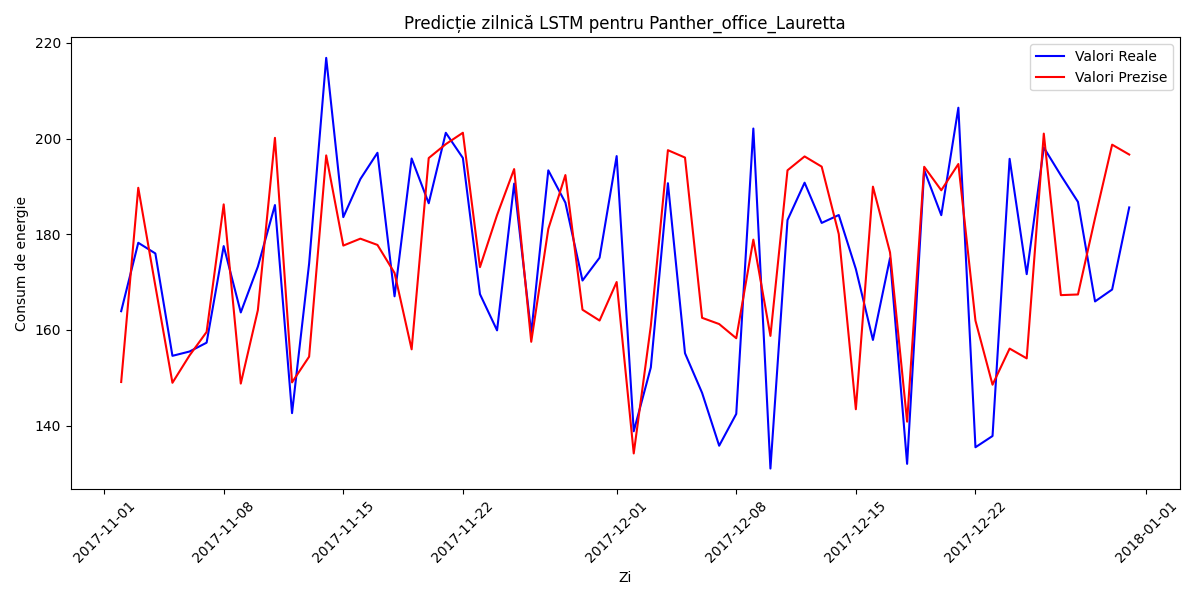 Predicție zilnică LSTM pentru Panther_office_Lauretta
Valori Reale
Valori Prezise
Consum de energie
220
200
180
160
140
2017-11-01
2017-11-08
2017-11-15
2017-11-22
2017-12-01
2017-12-08
2017-12-15
2017-12-22
2018-01-01
Zi